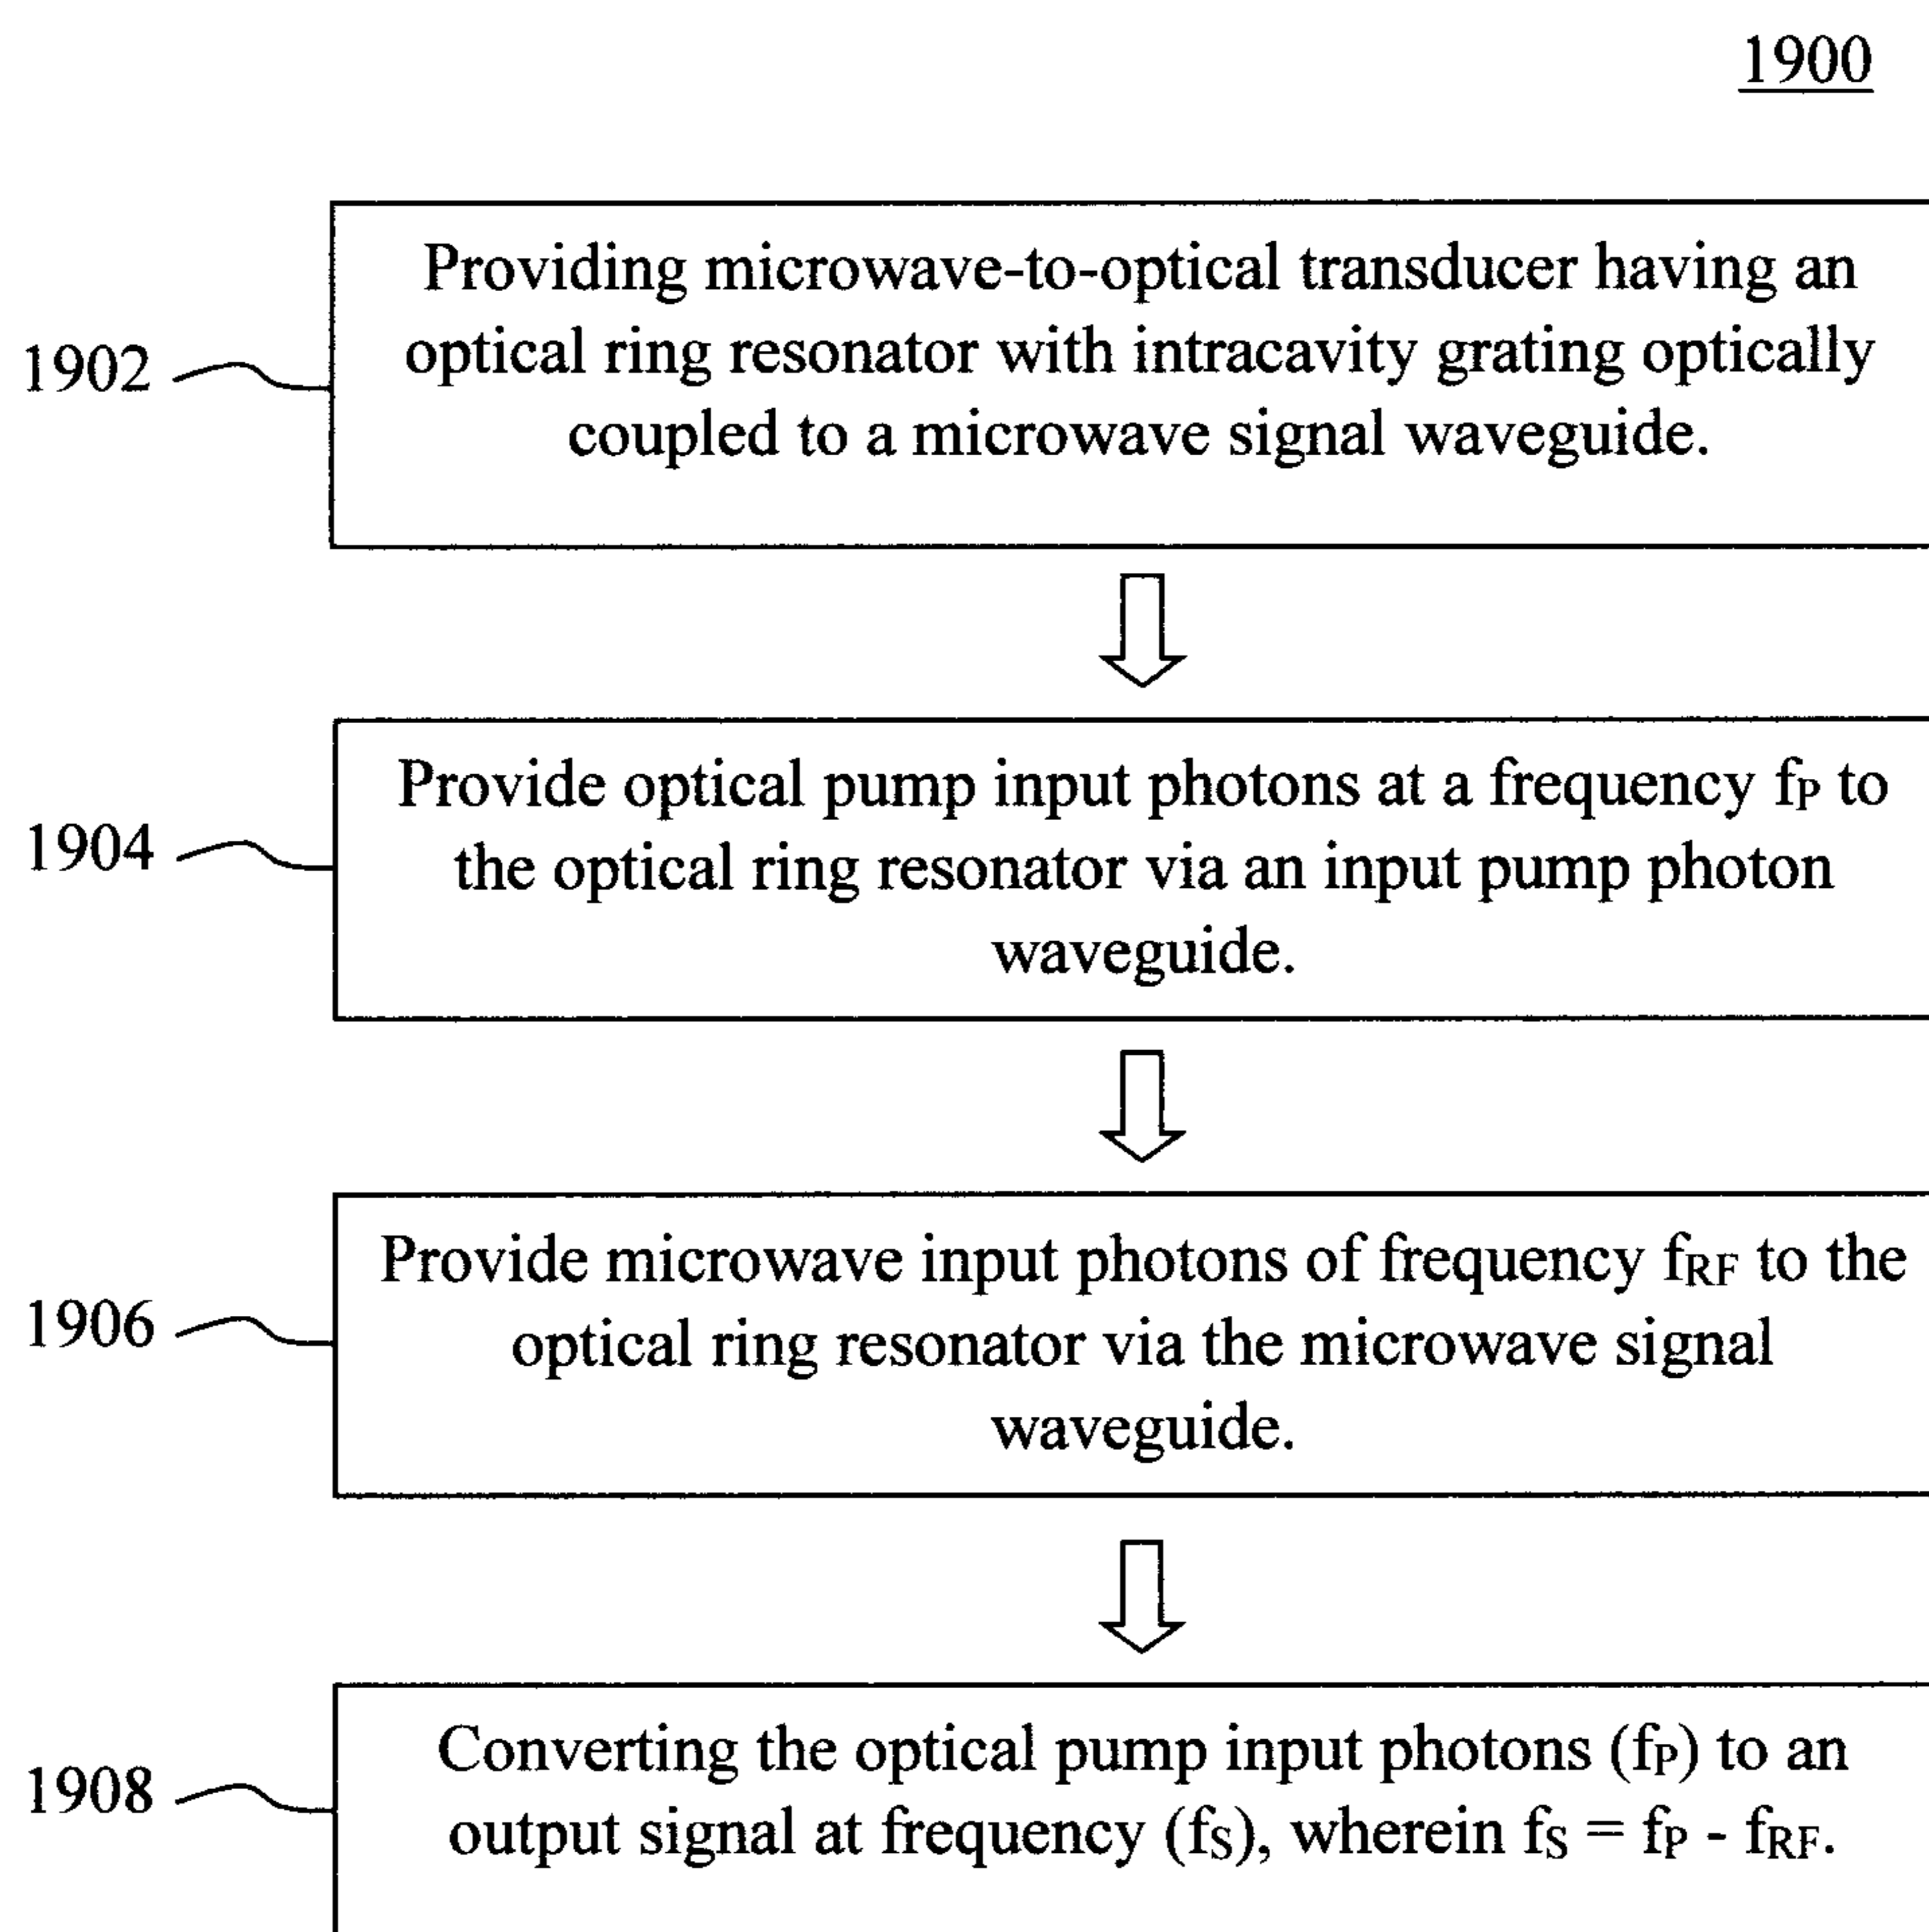 1900
Providing microwave-to-optical transducer having an
optical ring resonator with intracavity grating optically
coupled to a microwave signal waveguide.
1902
Provide optical pump input photons at a frequency fP to
the optical ring resonator via an input pump photon
waveguide.
1904
Provide microwave input photons of frequency fRF to the
optical ring resonator via the microwave signal
waveguide.
1906
Converting the optical pump input photons (fP) to an
output signal at frequency (fS), wherein fS = fP - fRF.
1908